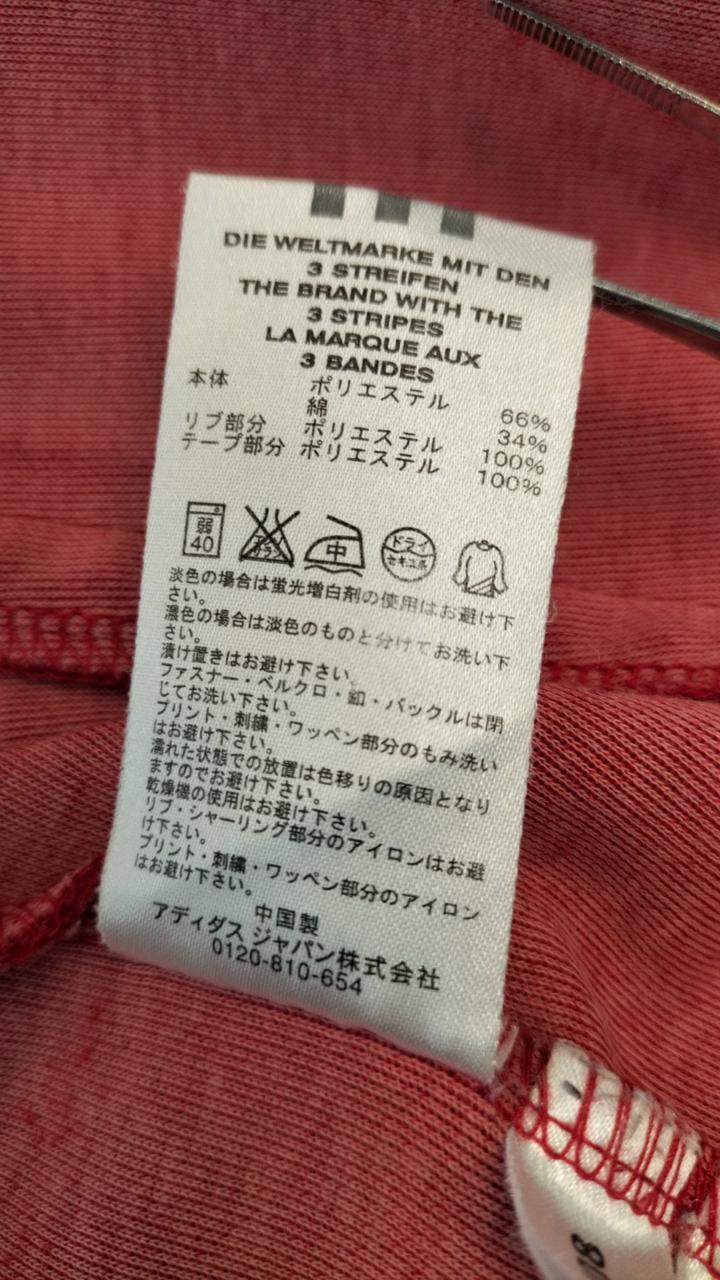 DIE WELTMARKE MIT DEN
3 STREIFEN
THE BRAND WITH THE
3 STRIPES
LA MARQUE AUX
3 BANDES
本体 ポリエステル 66%
綿 34%
リブ部分 ポリエステル 100%
テープ部分 ポリエステル 100%
弱 40 エンソ サラシ 中 ドライ セキユ系
淡色の場合は蛍光増白剤の使用はお避け下
さい。
濃色の場合は淡色のものと分けてお洗い下
さい。
漬け置きはお避け下さい。
ファスナー・ベルクロ・釦・バックルは閉
じてお洗い下さい。
プリント・刺繍・ワッペン部分のもみ洗い
はお避け下さい。
濡れた状態での放置は色移りの原因となり
ますのでお避け下さい。
乾燥機の使用はお避け下さい。
リブ・シャーリング部分のアイロンはお避
け下さい。
プリント・刺繍・ワッペン部分のアイロン
はお避け下さい。
中国製
アディダス ジャパン株式会社
0120-810-654